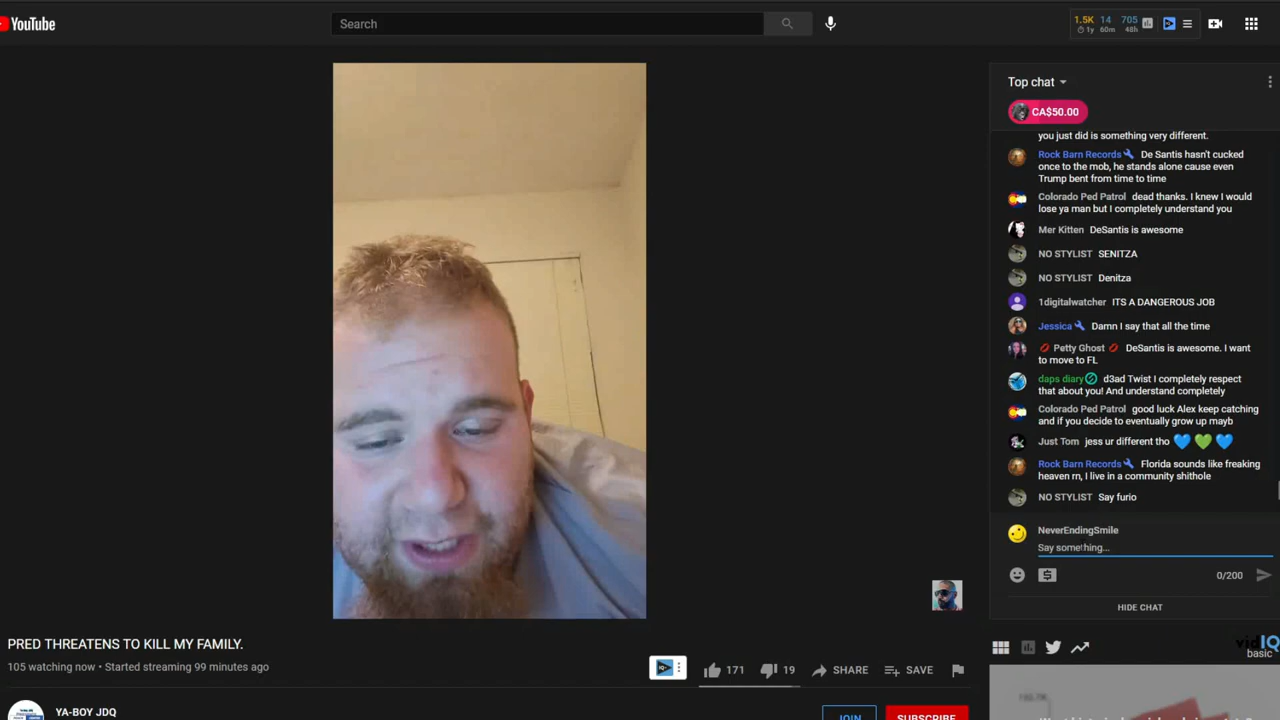 YouTube
Search
1.5K 14 705
1y 60m 48h
Top chat
CA$50.00
you just did is something very different.
Rock Barn Records De Santis hasn't cucked
once to the mob, he stands alone cause even
Trump bent from time to time
Colorado Ped Patrol dead thanks. I knew I would
lose ya man but I completely understand you
Mer Kitten DeSantis is awesome
NO STYLIST SENITZA
NO STYLIST Denitza
1digitalwatcher ITS A DANGEROUS JOB
Jessica Damn I say that all the time
💋 Petty Ghost 💋 DeSantis is awesome. I want
to move to FL
daps diary d3ad Twist I completely respect
that about you! And understand completely
Colorado Ped Patrol good luck Alex keep catching
and if you decide to eventually grow up mayb
Just Tom jess ur different tho 💙 💚 💙
Rock Barn Records Florida sounds like freaking
heaven rn, I live in a community shithole
NO STYLIST Say furio
NeverEndingSmile
Say something...
0/200
HIDE CHAT
PRED THREATENS TO KILL MY FAMILY.
105 watching now • Started streaming 99 minutes ago
171 19 SHARE SAVE
vidIQ
basic
YA-BOY JDQ
JOIN SUBSCRIBE